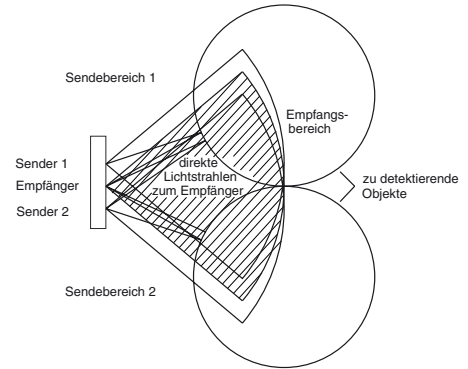 Sendebereich 1
Empfangs-
bereich
direkte
Lichtstrahlen
zum Empfänger
Sender 1
Empfänger
Sender 2
zu detektierende
Objekte
Sendebereich 2